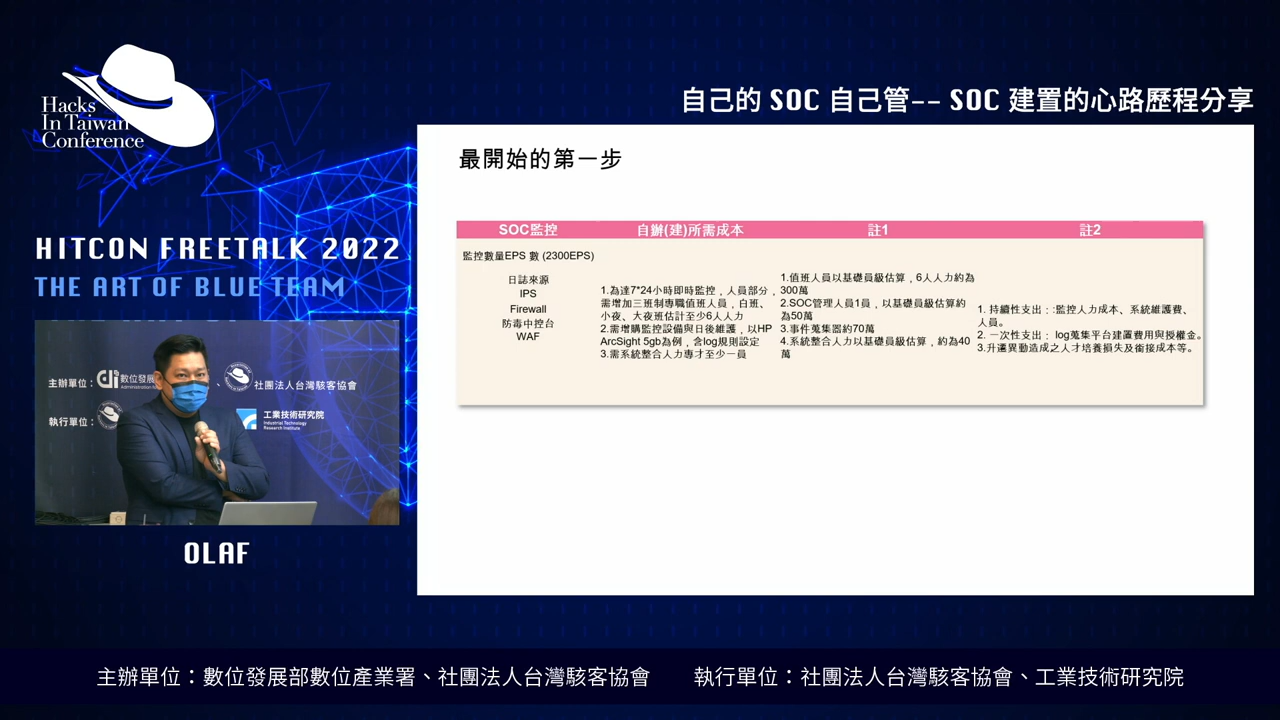 Hacks
In Taiwan
Conference
自己的 SOC 自己管-- SOC 建置的心路歷程分享
HITCON FREETALK 2022
THE ART OF BLUE TEAM
最開始的第一步
SOC監控
自辦(建)所需成本
註1
註2
監控數量EPS 數 (2300EPS)
日誌來源
IPS
Firewall
防毒中控台
WAF
1.為達7*24小時即時監控，人員部分，
需增加三班制專職值班人員，白班、
小夜、大夜班估計至少6人人力
2.需增購監控設備與日後維護，以HP
ArcSight 5gb為例，含log規則設定
3.需系統整合人力專才至少一員
1.值班人員以基礎員級估算，6人人力約為
300萬
2.SOC管理人員1員，以基礎員級估算約
為50萬
3.事件蒐集器約70萬
4.系統整合人力以基礎員級估算，約為40
萬
1. 持續性支出：:監控人力成本、系統維護費、
人員。
2. 一次性支出： log蒐集平台建置費用與授權金。
3.升遷異動造成之人才培養損失及銜接成本等。
主辦單位：
數位發展
、
社團法人台灣駭客協會
執行單位：
工業技術研究院
Industrial Technology
Research Institute
OLAF
主辦單位：數位發展部數位產業署、社團法人台灣駭客協會
執行單位：社團法人台灣駭客協會、工業技術研究院